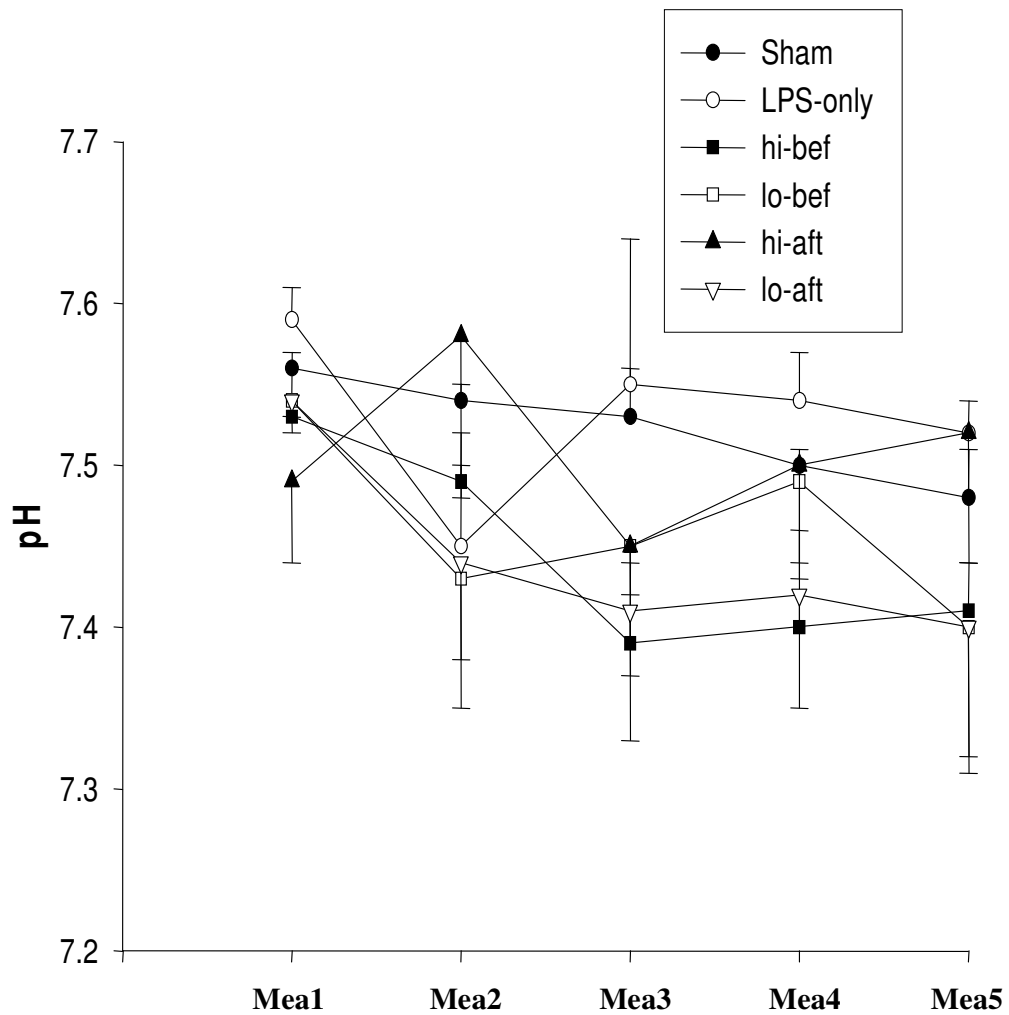 Sham
LPS-only
hi-bef
lo-bef
hi-aft
lo-aft
7.7
7.6
7.5
7.4
7.3
7.2
pH
Mea1 Mea2 Mea3 Mea4 Mea5